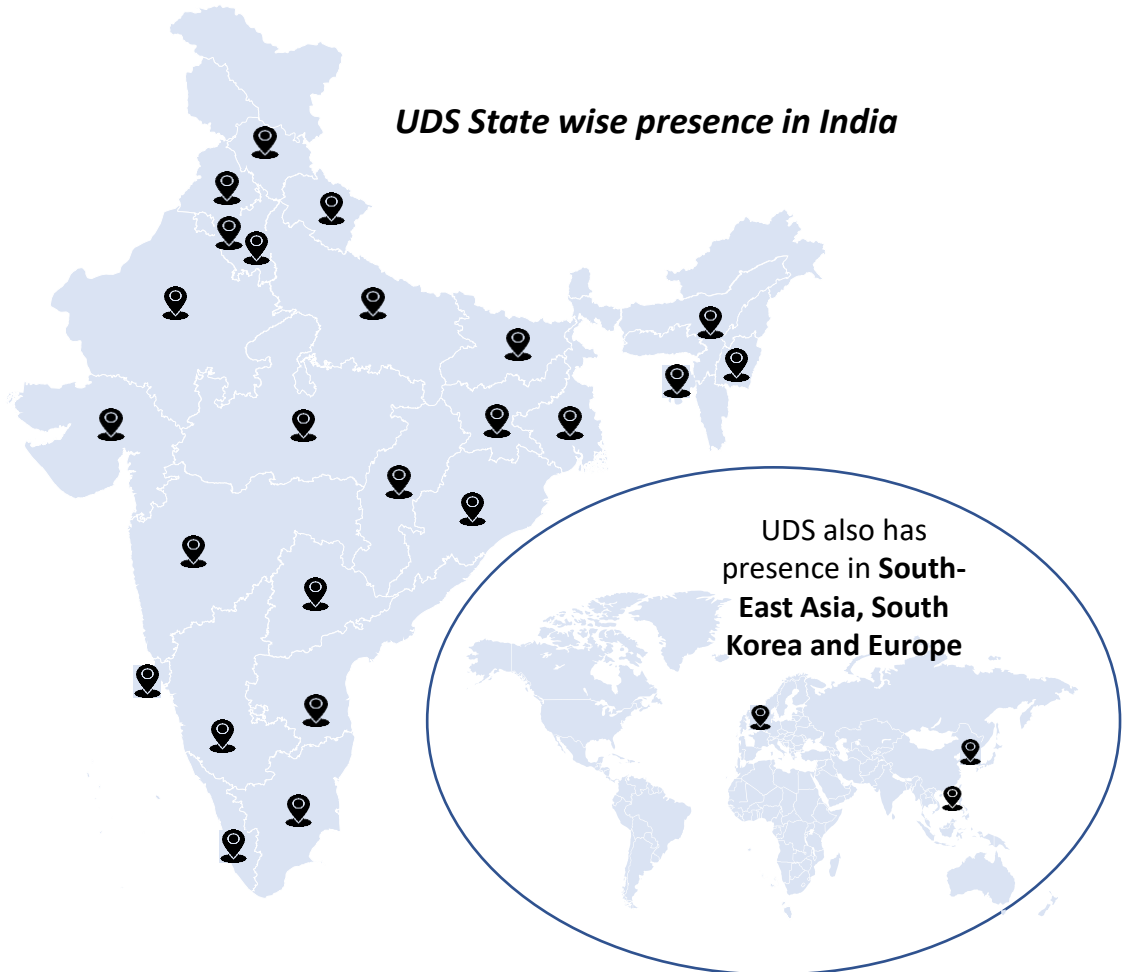 UDS State wise presence in India
UDS also has
presence in South-
East Asia, South
Korea and Europe